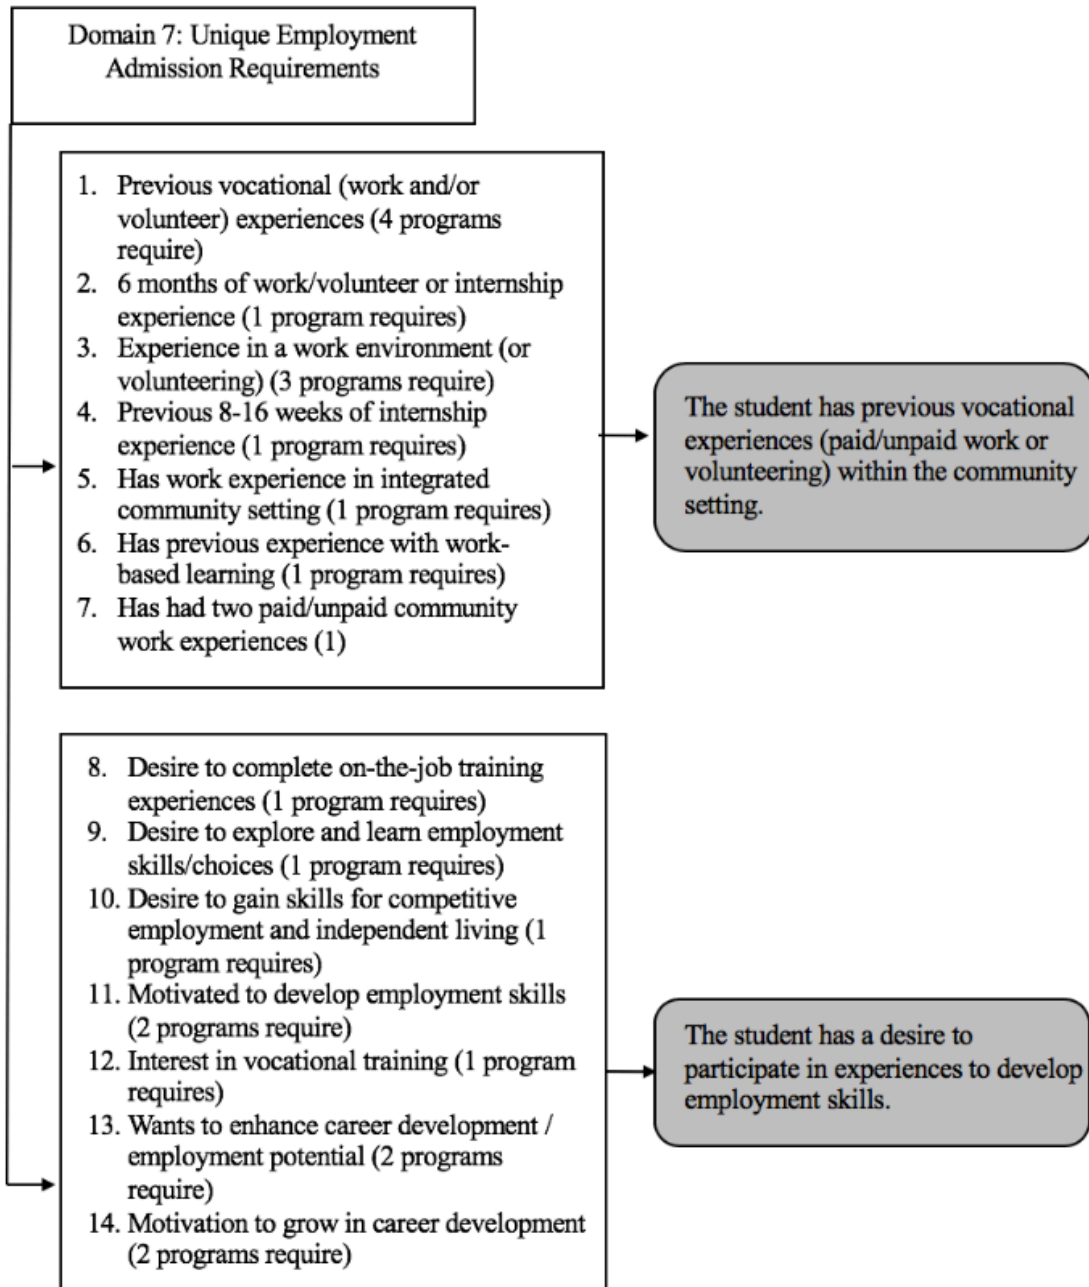 Domain 7: Unique Employment
Admission Requirements
1. Previous vocational (work and/or
volunteer) experiences (4 programs
require)
2. 6 months of work/volunteer or internship
experience (1 program requires)
3. Experience in a work environment (or
volunteering) (3 programs require)
4. Previous 8-16 weeks of internship
experience (1 program requires)
5. Has work experience in integrated
community setting (1 program requires)
6. Has previous experience with work-
based learning (1 program requires)
7. Has had two paid/unpaid community
work experiences (1)
The student has previous vocational
experiences (paid/unpaid work or
volunteering) within the community
setting.
8. Desire to complete on-the-job training
experiences (1 program requires)
9. Desire to explore and learn employment
skills/choices (1 program requires)
10. Desire to gain skills for competitive
employment and independent living (1
program requires)
11. Motivated to develop employment skills
(2 programs require)
12. Interest in vocational training (1 program
requires)
13. Wants to enhance career development /
employment potential (2 programs
require)
14. Motivation to grow in career development
(2 programs require)
The student has a desire to
participate in experiences to develop
employment skills.